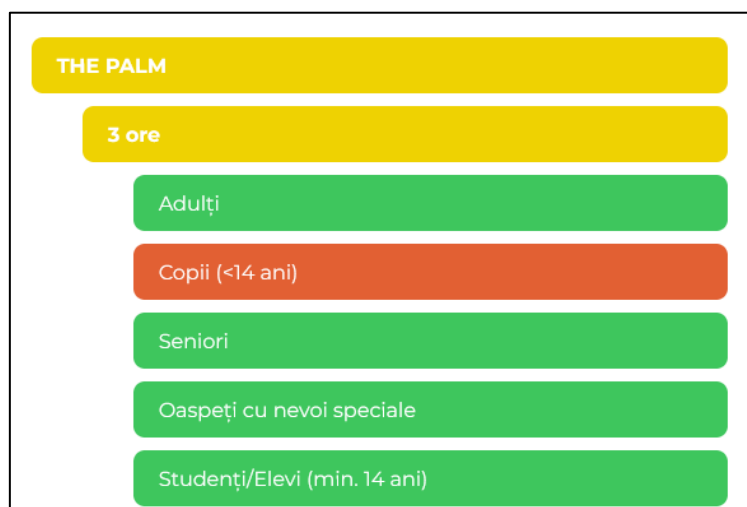 THE PALM
3 ore
Adulți
Copii (<14 ani)
Seniori
Oaspeți cu nevoi speciale
Studenți/Elevi (min. 14 ani)